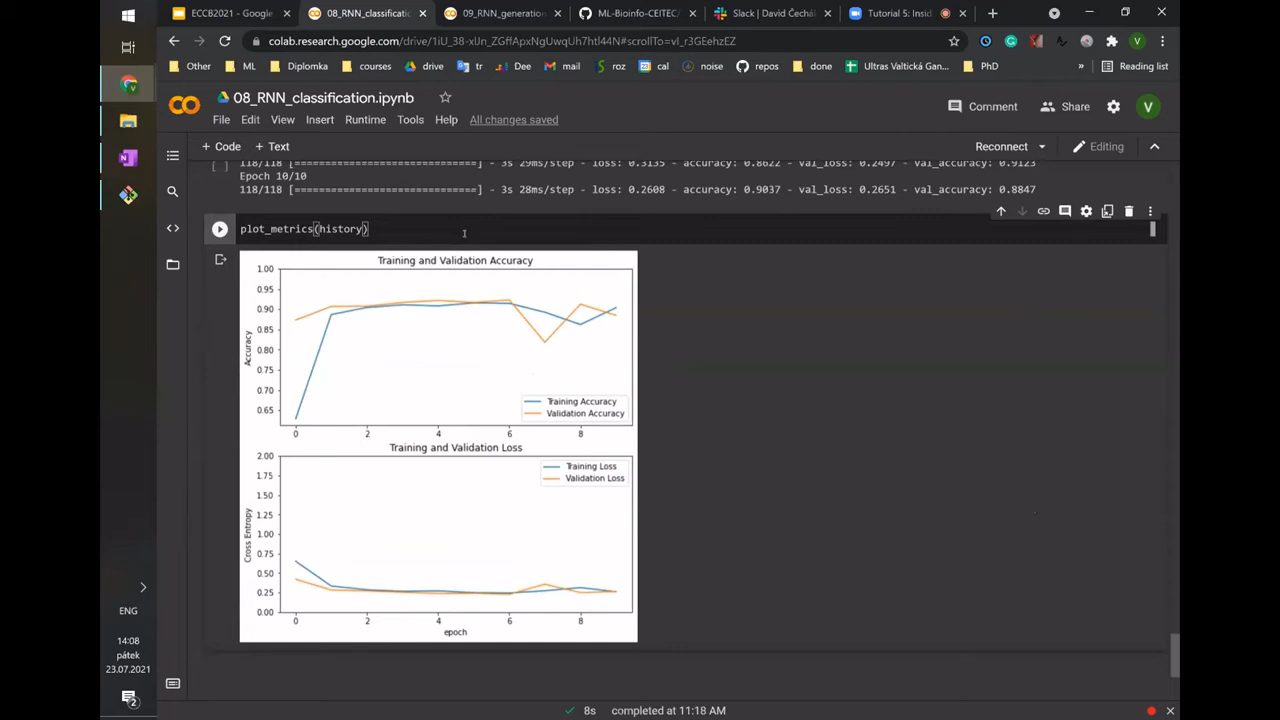 ECCB2021 - Google
08_RNN_classificati
09_RNN_generation
ML-Bioinfo-CEITEC/
Slack | David Čechák
Tutorial 5: Insid
colab.research.google.com/drive/1iU_38-xUn_ZGffApxNgUwqUh7htl44N#scrollTo=vI_r3GEehzEZ
Other
ML
Diplomka
courses
drive
tr
Dee
mail
roz
cal
noise
repos
done
Ultras Valtická Gan...
PhD
»
Reading list
08_RNN_classification.ipynb
Comment
Share
V
File Edit View Insert Runtime Tools Help All changes saved
+ Code + Text
Reconnect
Editing
118/118 [==============================] - 3s 29ms/step - loss: 0.3135 - accuracy: 0.8622 - val_loss: 0.2497 - val_accuracy: 0.9123
Epoch 10/10
118/118 [==============================] - 3s 28ms/step - loss: 0.2608 - accuracy: 0.9037 - val_loss: 0.2651 - val_accuracy: 0.8847
plot_metrics(history)
Training and Validation Accuracy
1.00
0.95
0.90
0.85
0.80
0.75
0.70
0.65
Accuracy
Training Accuracy
Validation Accuracy
0 2 4 6 8
Training and Validation Loss
2.00
1.75
1.50
1.25
1.00
0.75
0.50
0.25
0.00
Cross Entropy
Training Loss
Validation Loss
0 2 4 6 8
epoch
ENG
14:08
pátek
23.07.2021
2
8s completed at 11:18 AM